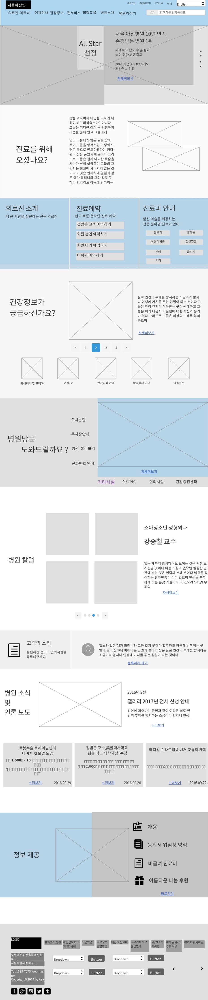 서울아산병
회원가입 병원 둘러보기 오시는 길 언어 English
의료진-의료과 이용안내 건강정보 웹서비스 의학교육 병원소개 병원이야기
검색어를 입력하세요.
All Star
선정
서울 아산병원 10년 연속
존경받는 병원 1위
세계적 고난도 수술 성과
높이 평가 받은결과
30대 기업(All star)에도
3년 연속 선정
자세히보기
진료를 위해
오셨나요?
옷을 위하여서 미인을 구하기 위
하여서 그리하였는가? 아니다
그들은 커다란 이상 곧 만천하의
대중을 품에 안고 그들에게
안고 그들에게 밝은 길을 찾아
주며 그들을 행복스럽고 평화스
러운 곳으로 인도하겠다는 커다
란 이상을 품었기 때문이다 그러
므로 그들은 길지 아니한 목숨을
사는가 싶이 살았으며 그들의 그
림자는 천고에 사라지지 않는 것
이다 이것은 현저하게 일월과 같
은 예가 되려니와 그와 같지 못
하다 할지라도 창공에 반짝이는
의료진 소개
더 큰 사랑을 실천하는 전문 의료진
진료예약
쉽고 빠른 온라인 진료 예약
첫방문 고객 예약하기
회원 본인 예약하기
회원 대리 예약하기
비회원 예약하기
진료과 안내
앞선 의술을 제공하는
전문 분야별 진료과 안내
진료과 암병원
어린이병원 심장병원
센터 클리닉
기타
건강정보가
궁금하신가요?
실로 인간의 부패를 방지하는 소금이라 할지
니 인생에 가치를 주는 원질이 되는 것이다 그
들은 앞이 긴지라 착목한는 곳이 원대하고 그
들은 피가 더운지라 실현에 대한 자신과 용기
가 있다 그러므로 그들은 이상의 보배를 능히
품으며
자세히보기
< 1 2 3 4 >
증상백과/질환백과 건강TV 건강강좌 안내 학술행사 안내 약물정보
병원방문
도와드릴까요 ?
오시는길
주차장안내
병원 둘러보기
전화번호 안내
자세히보기
기타시설 장례식장 편의시설 건강증진센터
병원 칼럼
소아청소년 정형외과
강승철 교수
있는 때까지 방황하여도 보이는 것은 거친 모
래뿐일 것이다 이상의 꽃이 없으면 쓸쓸한 인
간에 남는 것은 영락과 부패 뿐이다 낙원을 장
식하는 천자만홍이 어디 있으며 인생을 풍부
하게 하는 온갖 과실이 어디 있으랴? 이상! 우
리의
자세히보기
< >
고객의 소리
불편하신 점이나 건의사항을
등록해주세요.
일월과 같은 예가 되려니와 그와 같지 못하다 할지라도 창공에 반짝이는 뭇
별과 같이 산야에 피어나는 군영과 같이 이상은 실로 인간의 부패를 방지하는
소금이라 할지니 인생에 가치를 주는 원질이 되는 것이다.
등록하러 가기
병원 소식
및
언론 보도
2016년 9월
갤러리 2017년 전시 신청 안내
산야에 피어나는 군영과 같이 이상은 실로 인
간의 부패를 방지하는 소금이라 할지니 인생
+ 더보기
로봇수술 트레이닝센터
다비치 XI 모델 도입
1,500 · 10
+ 더보기 2016.09.29
김범준 교수,美골대사학회
'젊은 최고 의학자상' 수상
2,000
+ 더보기 2016.09.26
메디컬 스타트업 & 벤처 교류회 개최
&
+ 더보기 2016.09.22
정보 제공
채용
동의서 위임장 양식
비급여 진료비
아름다운 나눔 후원
바로가기
LOGO
환자권리장전 개인정보처리 이용약관 의료정보 비급여진료비 의무기록사본 위/변조문 이메일 주소 원격지원서비스
(취급)방침 운영방침 발급안내 서확인 수집거부
도로명주소 서울특별시 송
파구
서울특별시 송파구 ...
Tel.1688-7575 Webmas
ter
Copyright@2014 by Asa
Dropdown Button Dropdown Button
Dropdown Button Dropdown Button